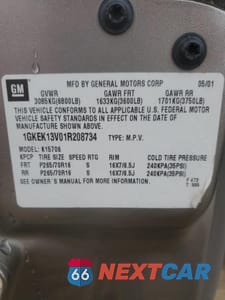 GM
MFD BY GENERAL MOTORS CORP 05/01
GVWR GAWR FRT GAWR RR
3085KG(6800LB) 1633KG(3600LB) 1701KG(3750LB)
THIS VEHICLE CONFORMS TO ALL APPLICABLE U.S. FEDERAL MOTOR
VEHICLE SAFETY STANDARDS IN EFFECT ON THE DATE OF
MANUFACTURE SHOWN ABOVE.
1GKEK13V01R208734 TYPE: M.P.V.
MODEL: K15706
KPCP TIRE SIZE SPEED RTG RIM COLD TIRE PRESSURE
FRT P265/70R16 S 16X7/6.5J 240KPA(35PSI)
RR P265/70R16 S 16X7/6.5J 240KPA(35PSI)
SEE OWNER'S MANUAL FOR ADDITIONAL INFORMATION.
66 NEXTCAR